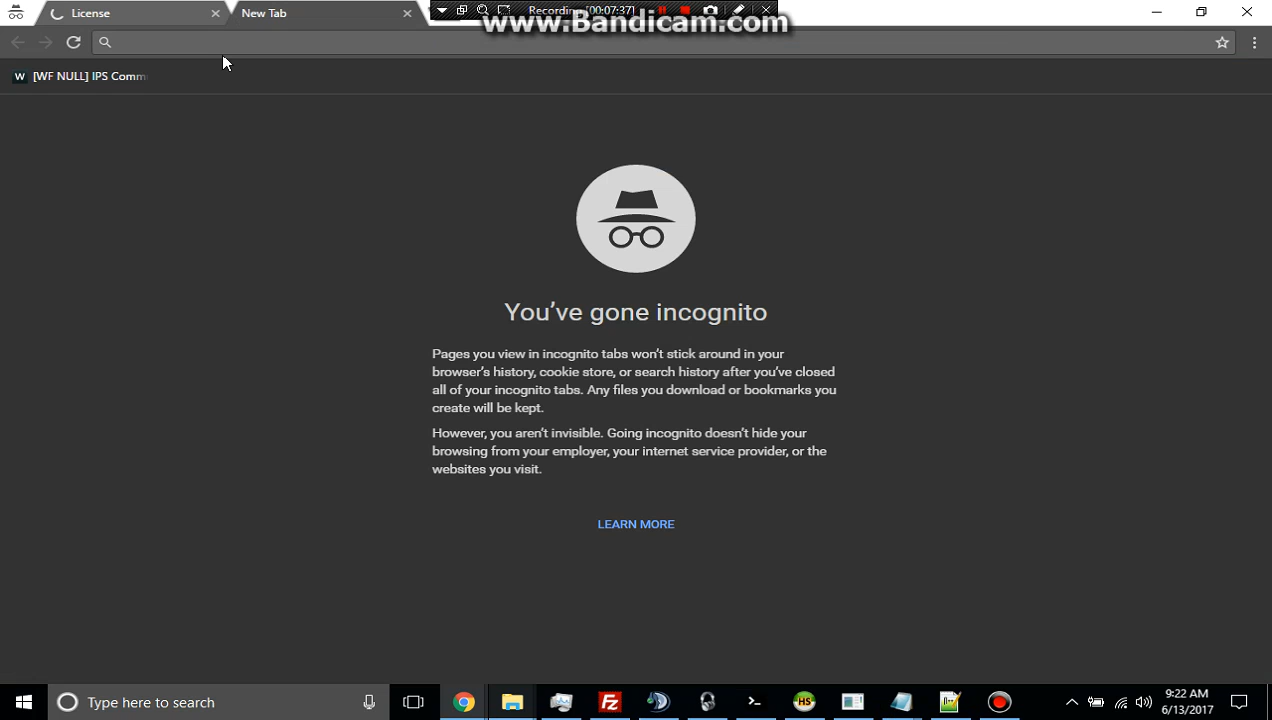 License
New Tab
Recording [00:07:37]
www.Bandicam.com
W [WF NULL] IPS Comm
You've gone incognito
Pages you view in incognito tabs won't stick around in your
browser's history, cookie store, or search history after you've closed
all of your incognito tabs. Any files you download or bookmarks you
create will be kept.
However, you aren't invisible. Going incognito doesn't hide your
browsing from your employer, your internet service provider, or the
websites you visit.
LEARN MORE
Type here to search
Fz
HS
9:22 AM
6/13/2017